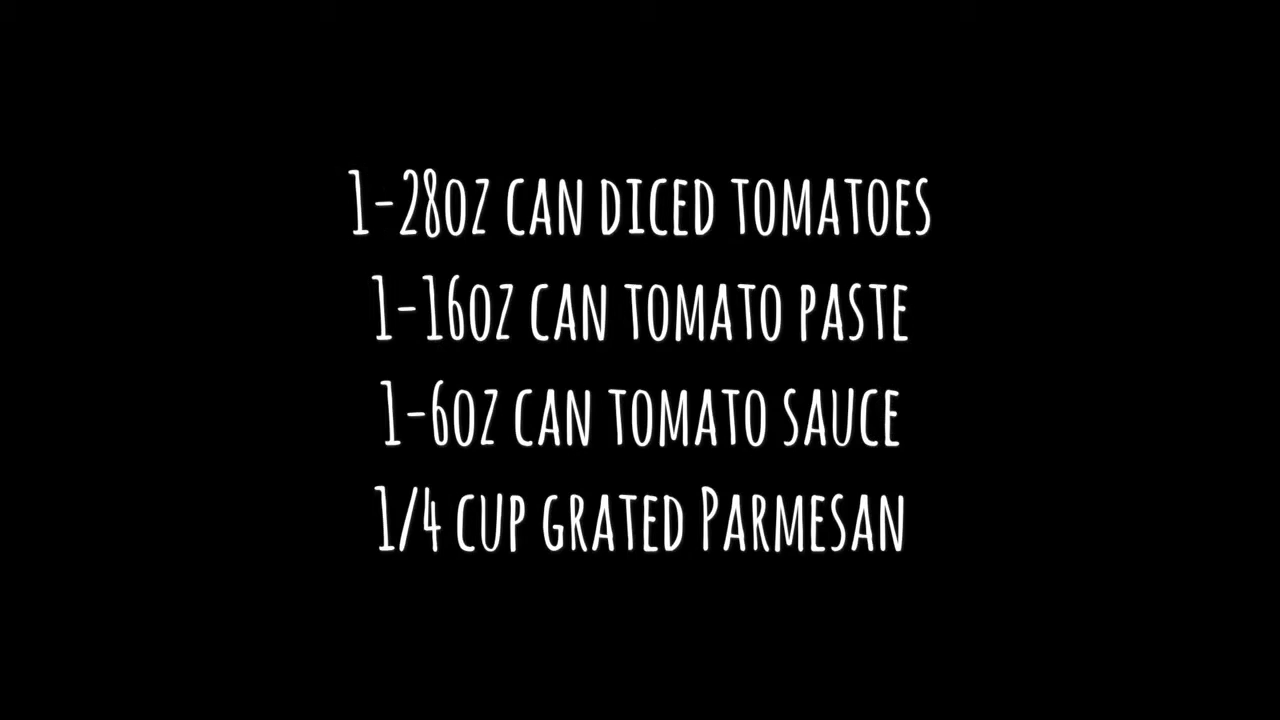 1-28oz can diced tomatoes
1-16oz can tomato paste
1-6oz can tomato sauce
1/4 cup grated Parmesan